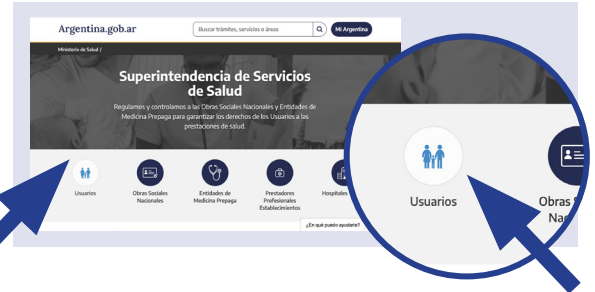 Argentina.gob.ar
Buscar trámites, servicios o áreas
Mi Argentina
Ministerio de Salud /
Superintendencia de Servicios
de Salud
Regulamos y controlamos a las Obras Sociales Nacionales y Entidades de
Medicina Prepaga para garantizar los derechos de los Usuarios a las
prestaciones de salud.
Usuarios
Obras Sociales
Nacionales
Entidades de
Medicina Prepaga
Prestadores
Profesionales
Establecimientos
Hospitales
¿En qué puedo ayudarte?
Usuarios
Obras
Nac